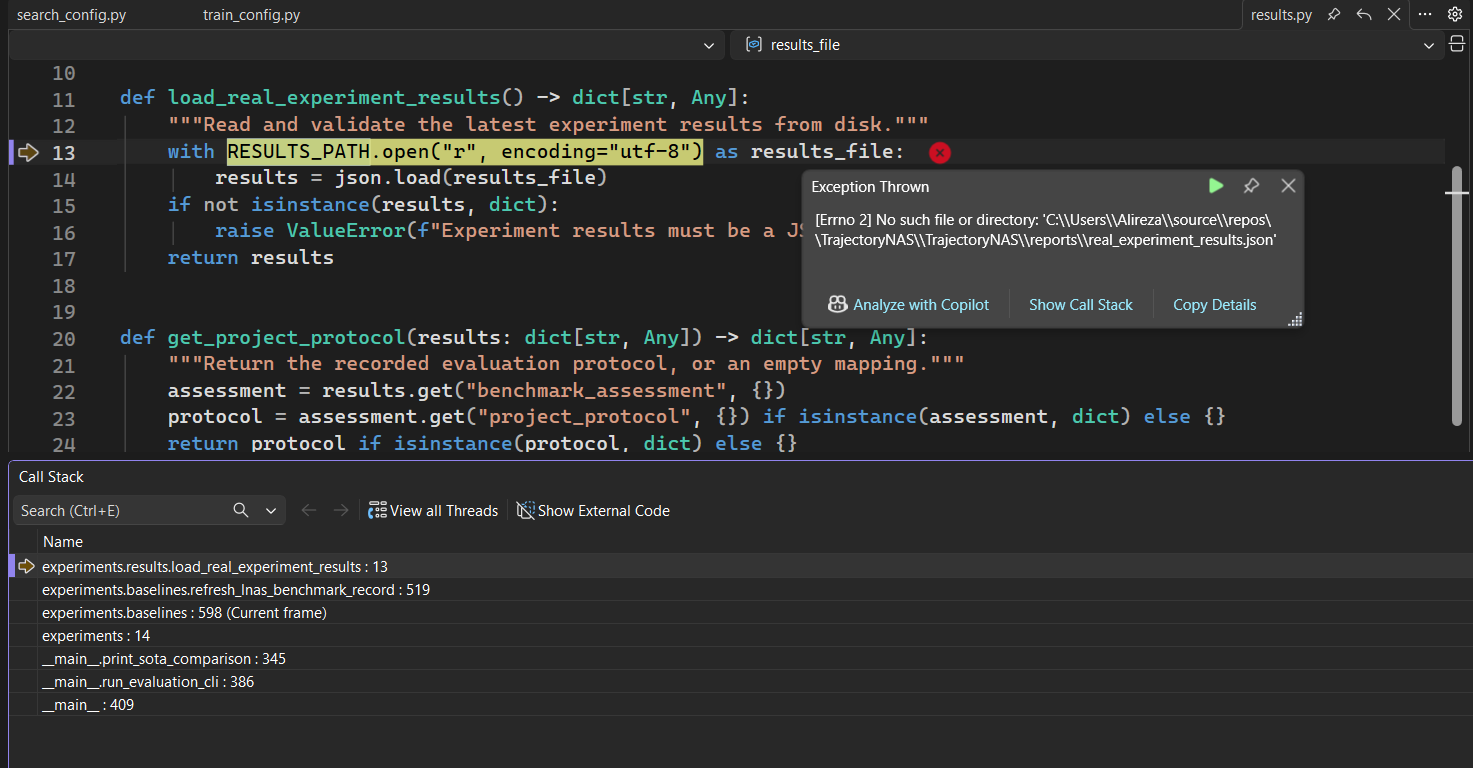 search_config.py train_config.py results.py
results_file
10
11 def load_real_experiment_results() -> dict[str, Any]:
12 """Read and validate the latest experiment results from disk."""
13 with RESULTS_PATH.open("r", encoding="utf-8") as results_file:
14 results = json.load(results_file)
15 if not isinstance(results, dict):
16 raise ValueError(f"Experiment results must be a JS
17 return results
18
19
20 def get_project_protocol(results: dict[str, Any]) -> dict[str, Any]:
21 """Return the recorded evaluation protocol, or an empty mapping."""
22 assessment = results.get("benchmark_assessment", {})
23 protocol = assessment.get("project_protocol", {}) if isinstance(assessment, dict) else {}
24 return protocol if isinstance(protocol, dict) else {}
Exception Thrown
[Errno 2] No such file or directory: 'C:\\Users\\Alireza\\source\\repos\
\TrajectoryNAS\\TrajectoryNAS\\reports\\real_experiment_results.json'
Analyze with Copilot Show Call Stack Copy Details
Call Stack
Search (Ctrl+E) View all Threads Show External Code
Name
experiments.results.load_real_experiment_results : 13
experiments.baselines.refresh_lnas_benchmark_record : 519
experiments.baselines : 598 (Current frame)
experiments : 14
__main__.print_sota_comparison : 345
__main__.run_evaluation_cli : 386
__main__ : 409